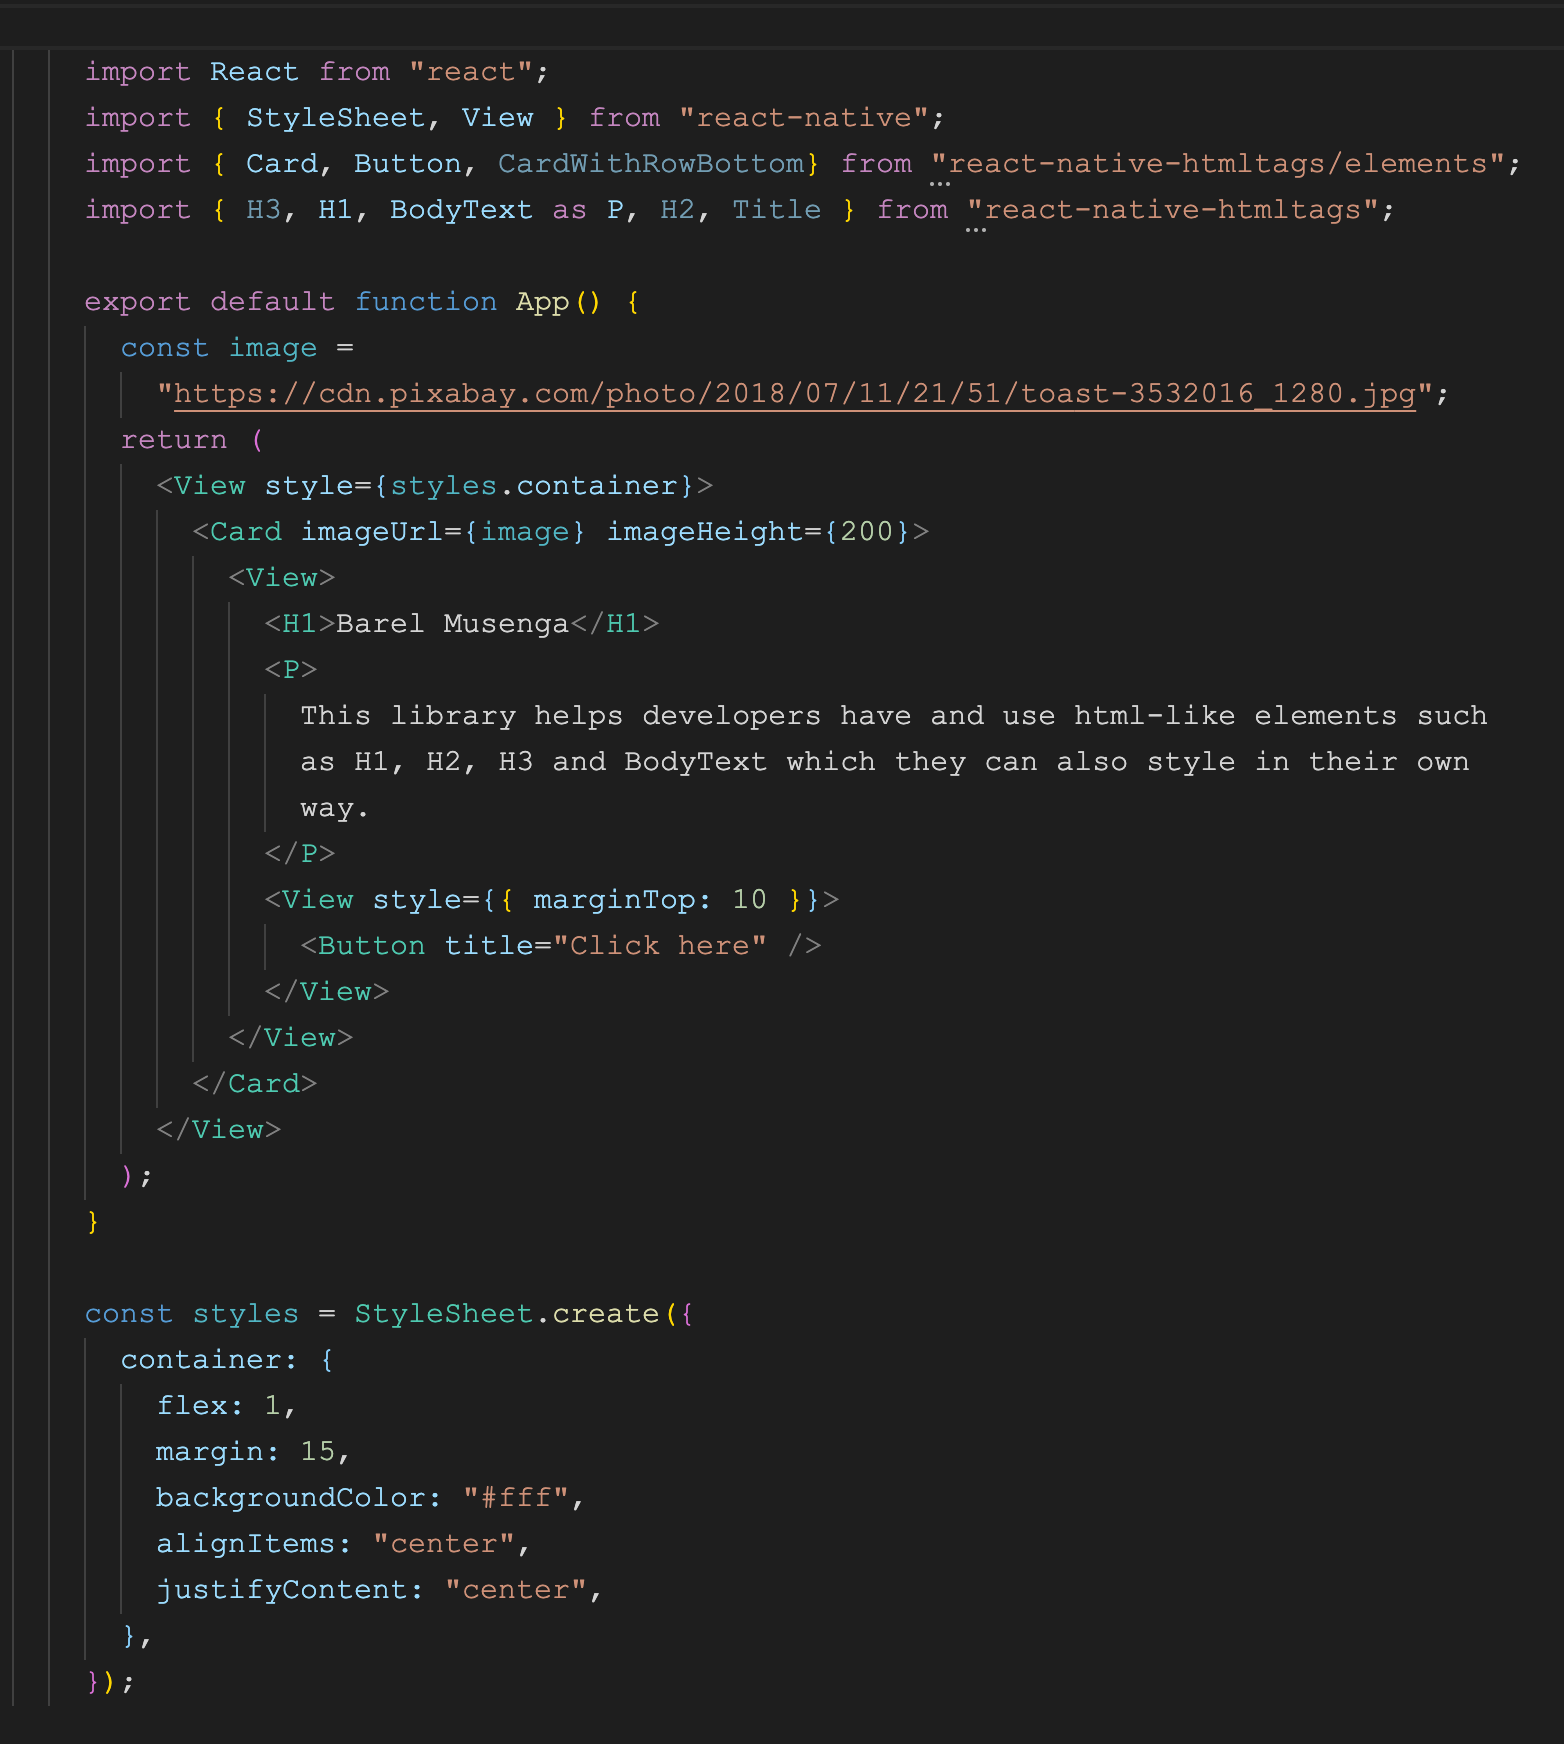 import React from "react";
import { StyleSheet, View } from "react-native";
import { Card, Button, CardWithRowBottom} from "react-native-htmltags/elements";
import { H3, H1, BodyText as P, H2, Title } from "react-native-htmltags";

export default function App() {
  const image =
    "https://cdn.pixabay.com/photo/2018/07/11/21/51/toast-3532016_1280.jpg";
  return (
    <View style={styles.container}>
      <Card imageUrl={image} imageHeight={200}>
        <View>
          <H1>Barel Musenga</H1>
          <P>
            This library helps developers have and use html-like elements such
            as H1, H2, H3 and BodyText which they can also style in their own
            way.
          </P>
          <View style={{ marginTop: 10 }}>
            <Button title="Click here" />
          </View>
        </View>
      </Card>
    </View>
  );
}

const styles = StyleSheet.create({
  container: {
    flex: 1,
    margin: 15,
    backgroundColor: "#fff",
    alignItems: "center",
    justifyContent: "center",
  },
});